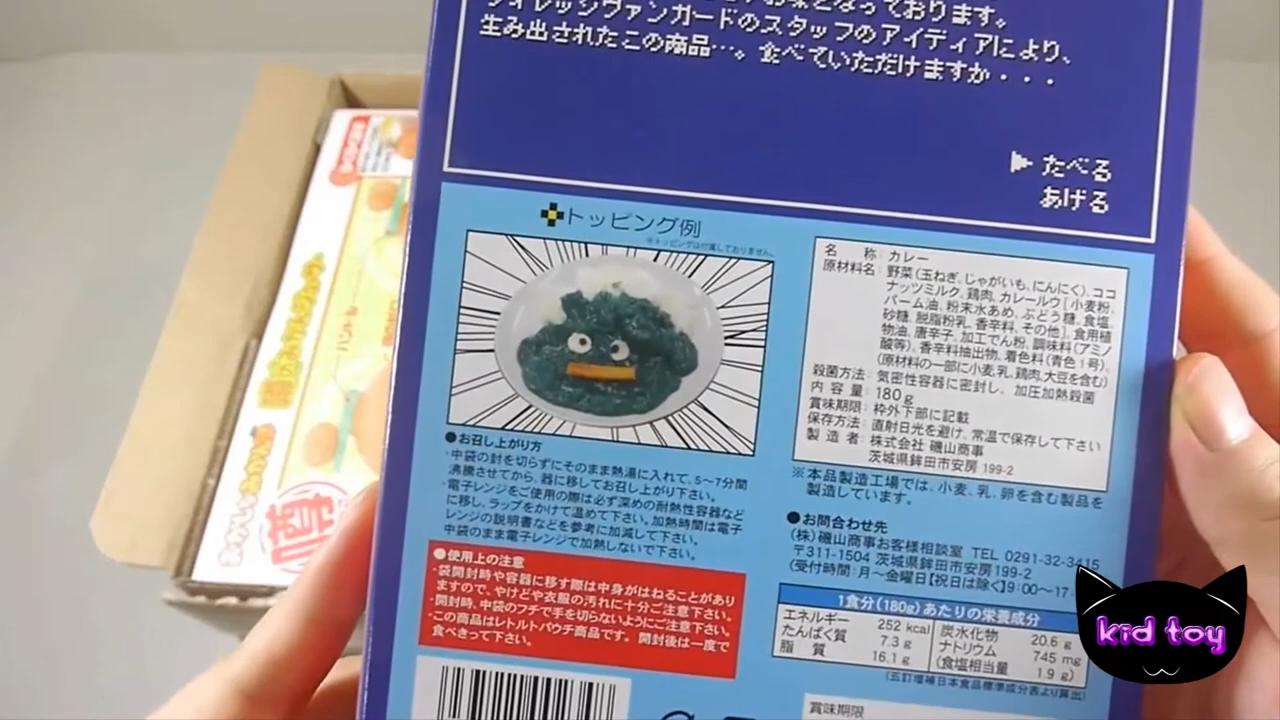 お菜となっております。
ヴィレッジヴァンガードのスタッフのアイディアにより、
生み出されたこの商品…。食べていただけますか・・・
▶たべる
あげる
トッピング例
※トッピングは付属しておりません。
名 称: カレー
原材料名: 野菜(玉ねぎ、じゃがいも、にんにく)、ココ
ナッツミルク、鶏肉、カレールウ[小麦粉、
パーム油、粉末水あめ、ぶどう糖、食塩、
砂糖、脱脂粉乳、香辛料、その他]、食用植
物油、唐辛子、加工でん粉、調味料(アミノ
酸等)、香辛料抽出物、着色料(青色1号)、
(原材料の一部に小麦、乳、鶏肉、大豆を含む)
殺菌方法: 気密性容器に密封し、加圧加熱殺菌
内 容 量: 180g
賞味期限: 枠外下部に記載
保存方法: 直射日光を避け、常温で保存して下さい
製 造 者: 株式会社 磯山商事
茨城県鉾田市安房 199-2
※本品製造工場では、小麦、乳、卵を含む製品を
製造しています。
●お召し上がり方
・中袋の封を切らずにそのまま熱湯に入れて、5〜7分間
沸騰させてから、器に移してお召し上がり下さい。
・電子レンジをご使用の際は必ず深めの耐熱性容器など
に移し、ラップをかけて温めて下さい。加熱時間は電子
レンジの説明書などを参考に加減して下さい。
中袋のまま電子レンジで加熱しないで下さい。
●使用上の注意
・袋開封時や容器に移す際は中身がはねることがあり
ますので、やけどや衣服の汚れに十分ご注意下さい。
・開封時、中袋のフチで手を切らないようにご注意下さい。
・この商品はレトルトパウチ商品です。開封後は一度で
食べきって下さい。
●お問合わせ先
(株)磯山商事お客様相談室 TEL 0291-32-3415
〒311-1504 茨城県鉾田市安房199-2
(受付時間:月〜金曜日【祝日は除く】9:00〜17
1食分(180g)あたりの栄養成分
エネルギー 252 kcal 炭水化物 20.6 g
たんぱく質 7.3 g ナトリウム 745 mg
脂 質 16.1 g (食塩相当量 1.9 g)
(五訂増補日本食品標準成分表より算出)
賞味期限
ハンドル
kid toy